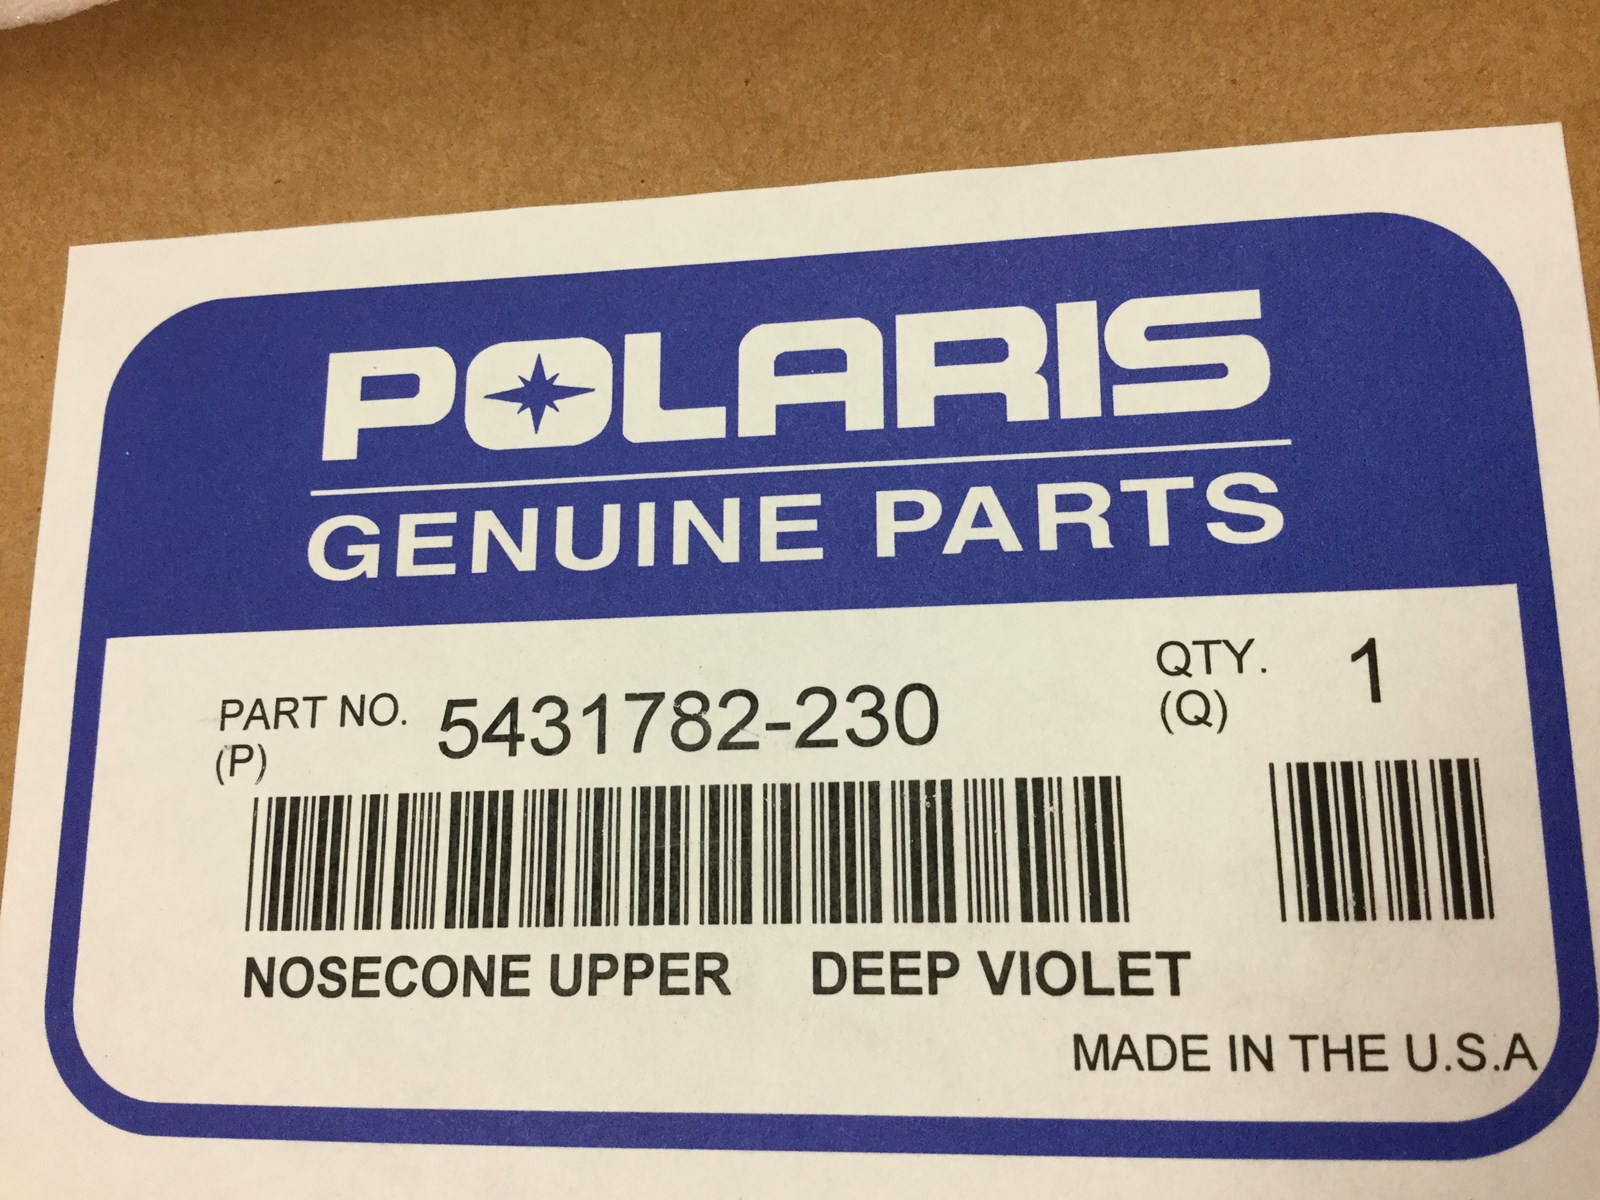 POLARIS
GENUINE PARTS
PART NO. 5431782-230 QTY. 1
(P) (Q)
NOSECONE UPPER DEEP VIOLET
MADE IN THE U.S.A